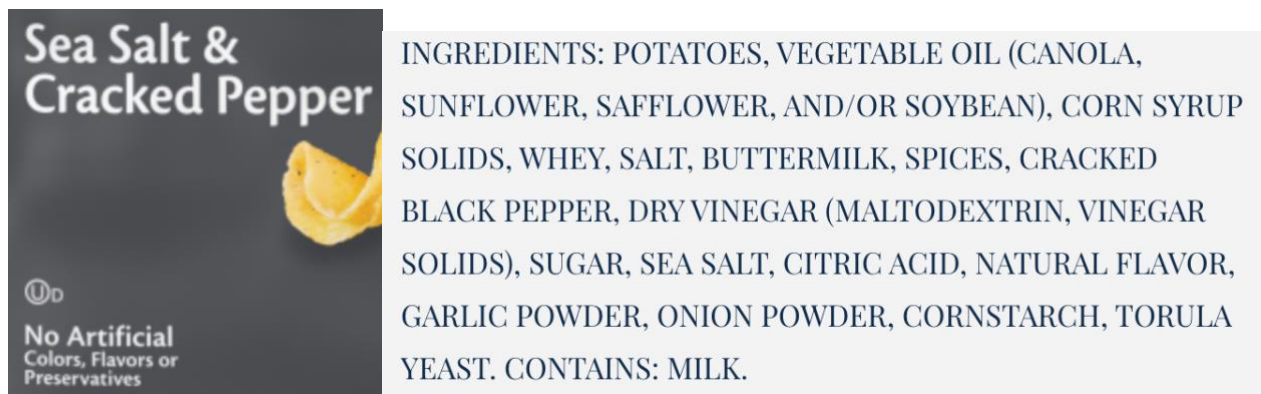 Sea Salt &
Cracked Pepper
ⓊD
No Artificial
Colors, Flavors or
Preservatives
INGREDIENTS: POTATOES, VEGETABLE OIL (CANOLA,
SUNFLOWER, SAFFLOWER, AND/OR SOYBEAN), CORN SYRUP
SOLIDS, WHEY, SALT, BUTTERMILK, SPICES, CRACKED
BLACK PEPPER, DRY VINEGAR (MALTODEXTRIN, VINEGAR
SOLIDS), SUGAR, SEA SALT, CITRIC ACID, NATURAL FLAVOR,
GARLIC POWDER, ONION POWDER, CORNSTARCH, TORULA
YEAST. CONTAINS: MILK.